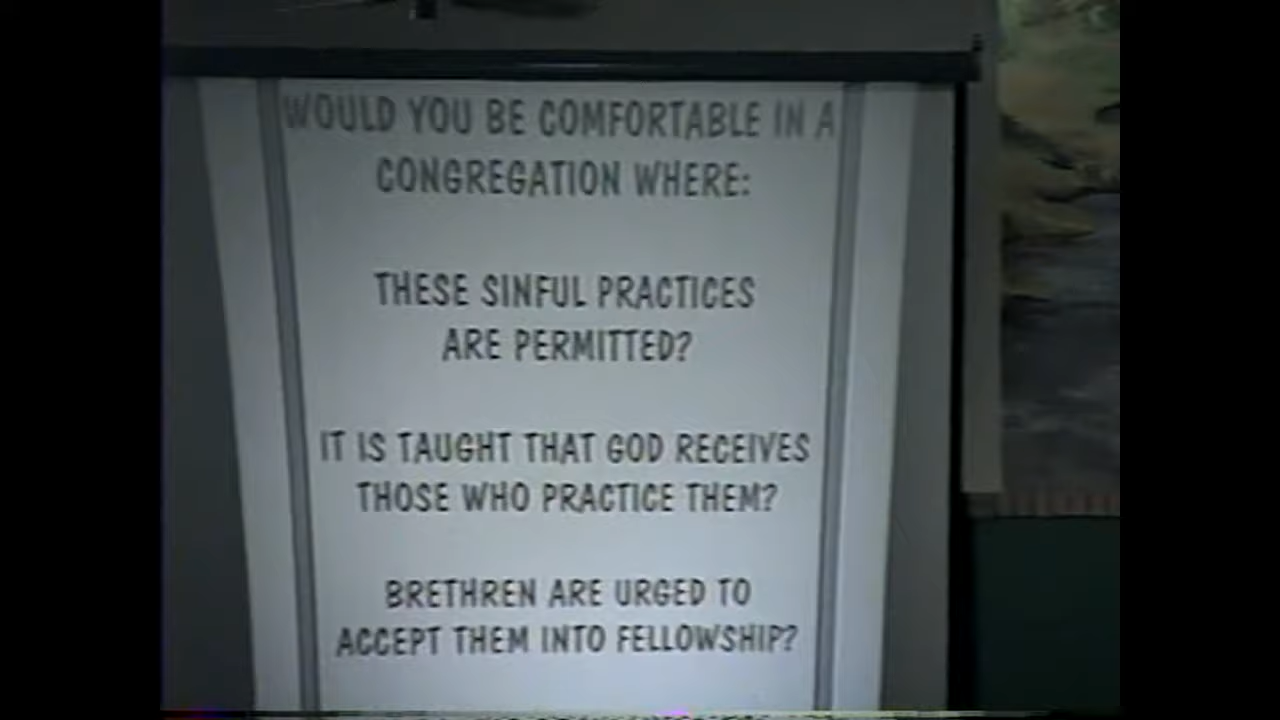 WOULD YOU BE COMFORTABLE IN A
CONGREGATION WHERE:
THESE SINFUL PRACTICES
ARE PERMITTED?
IT IS TAUGHT THAT GOD RECEIVES
THOSE WHO PRACTICE THEM?
BRETHREN ARE URGED TO
ACCEPT THEM INTO FELLOWSHIP?